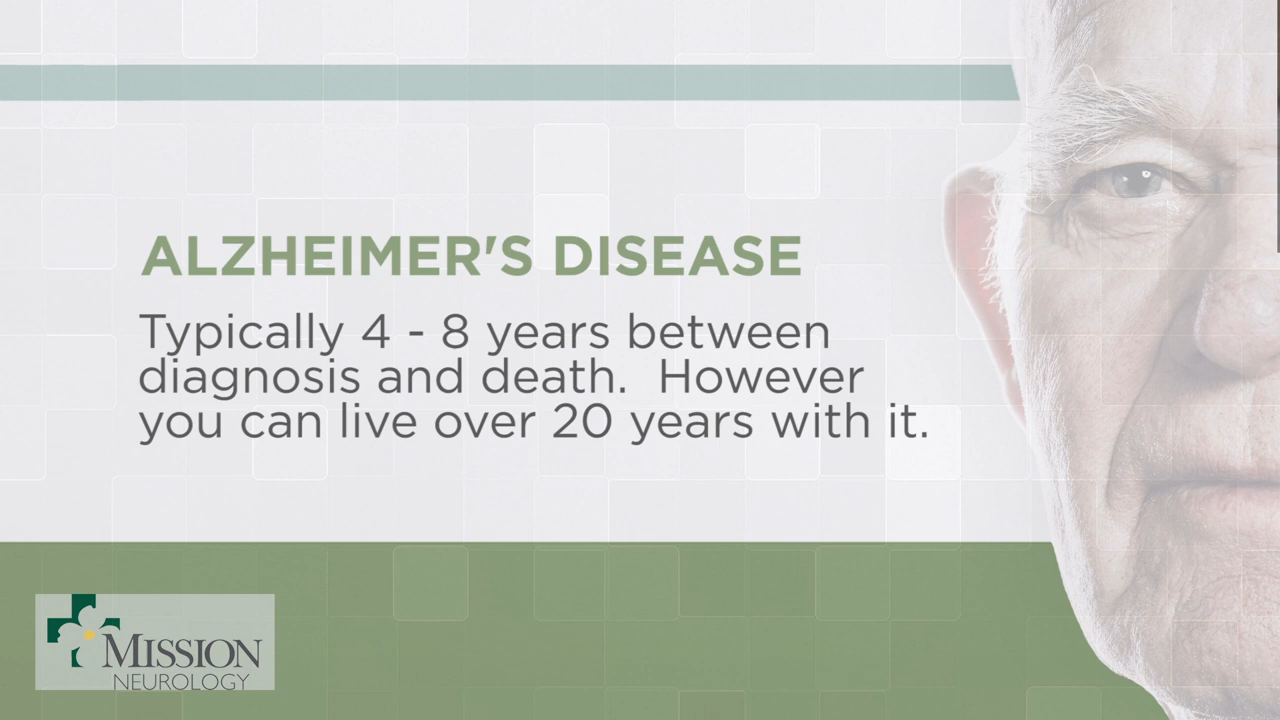 ALZHEIMER'S DISEASE
Typically 4 - 8 years between
diagnosis and death.  However
you can live over 20 years with it.
MISSION
NEUROLOGY